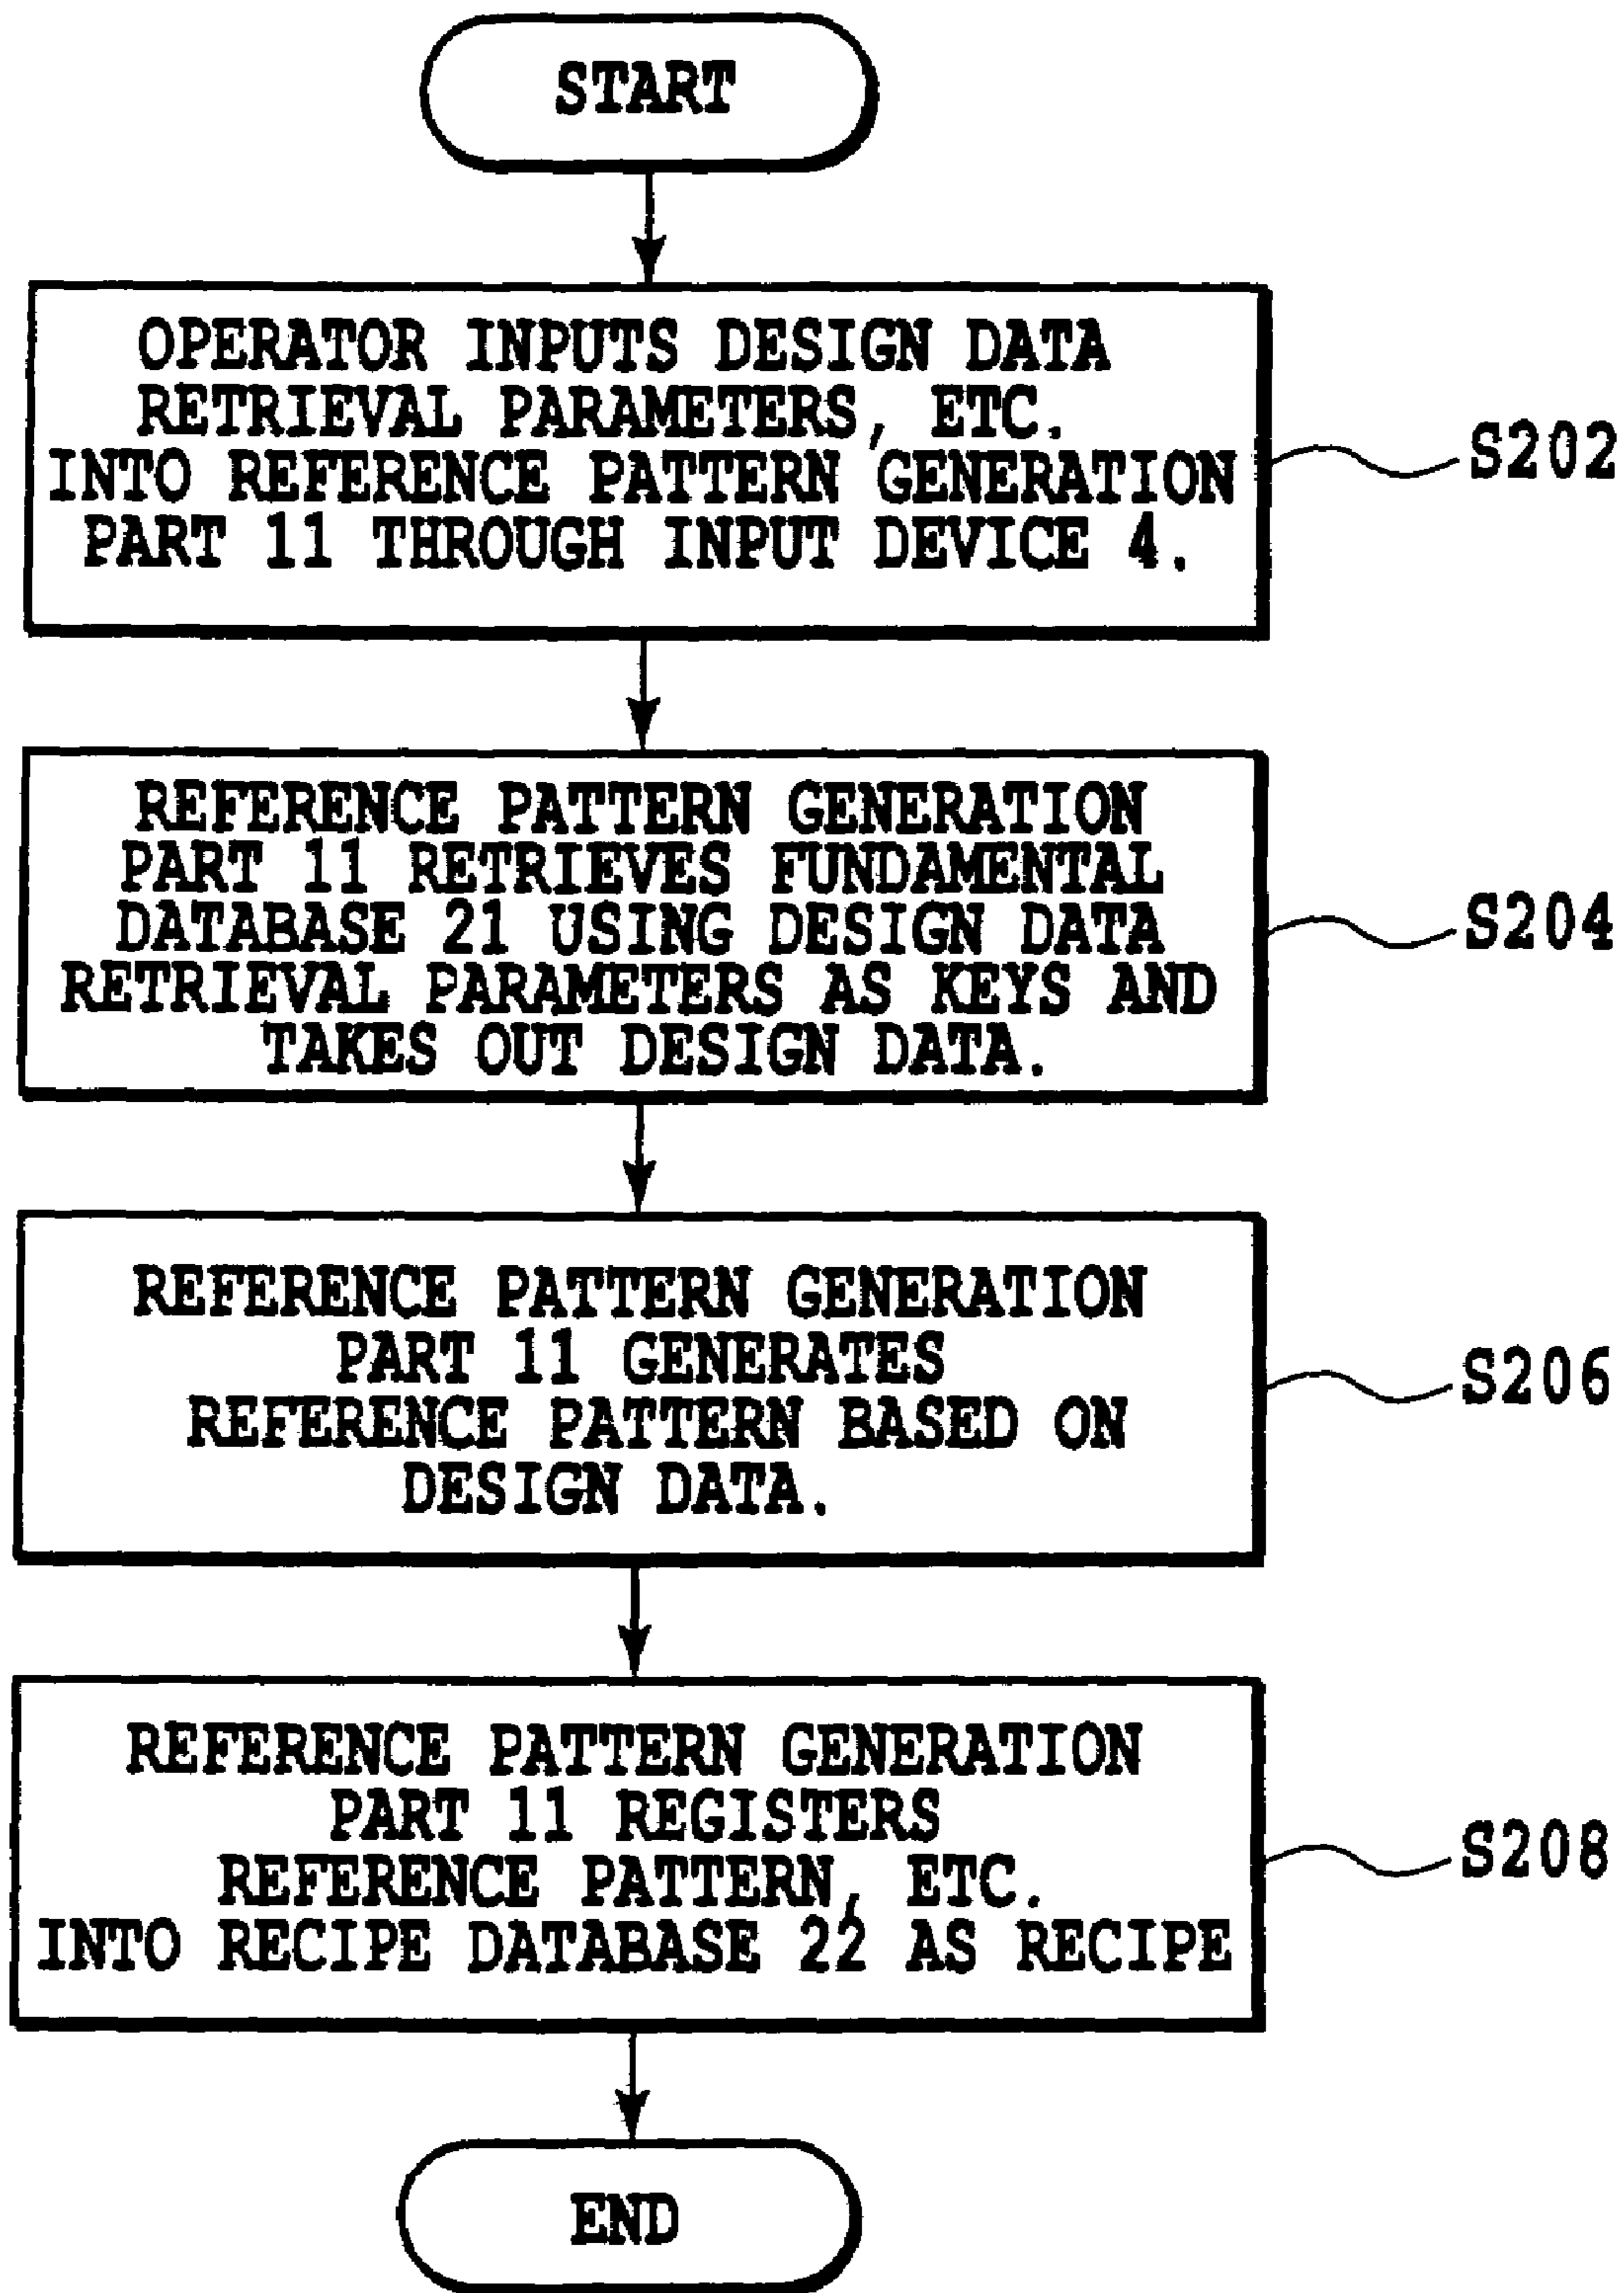 START
OPERATOR INPUTS DESIGN DATA
RETRIEVAL PARAMETERS, ETC.
INTO REFERENCE PATTERN GENERATION
PART 11 THROUGH INPUT DEVICE 4.
S202
REFERENCE PATTERN GENERATION
PART 11 RETRIEVES FUNDAMENTAL
DATABASE 21 USING DESIGN DATA
RETRIEVAL PARAMETERS AS KEYS AND
TAKES OUT DESIGN DATA.
S204
REFERENCE PATTERN GENERATION
PART 11 GENERATES
REFERENCE PATTERN BASED ON
DESIGN DATA.
S206
REFERENCE PATTERN GENERATION
PART 11 REGISTERS
REFERENCE PATTERN, ETC.
INTO RECIPE DATABASE 22 AS RECIPE
S208
END